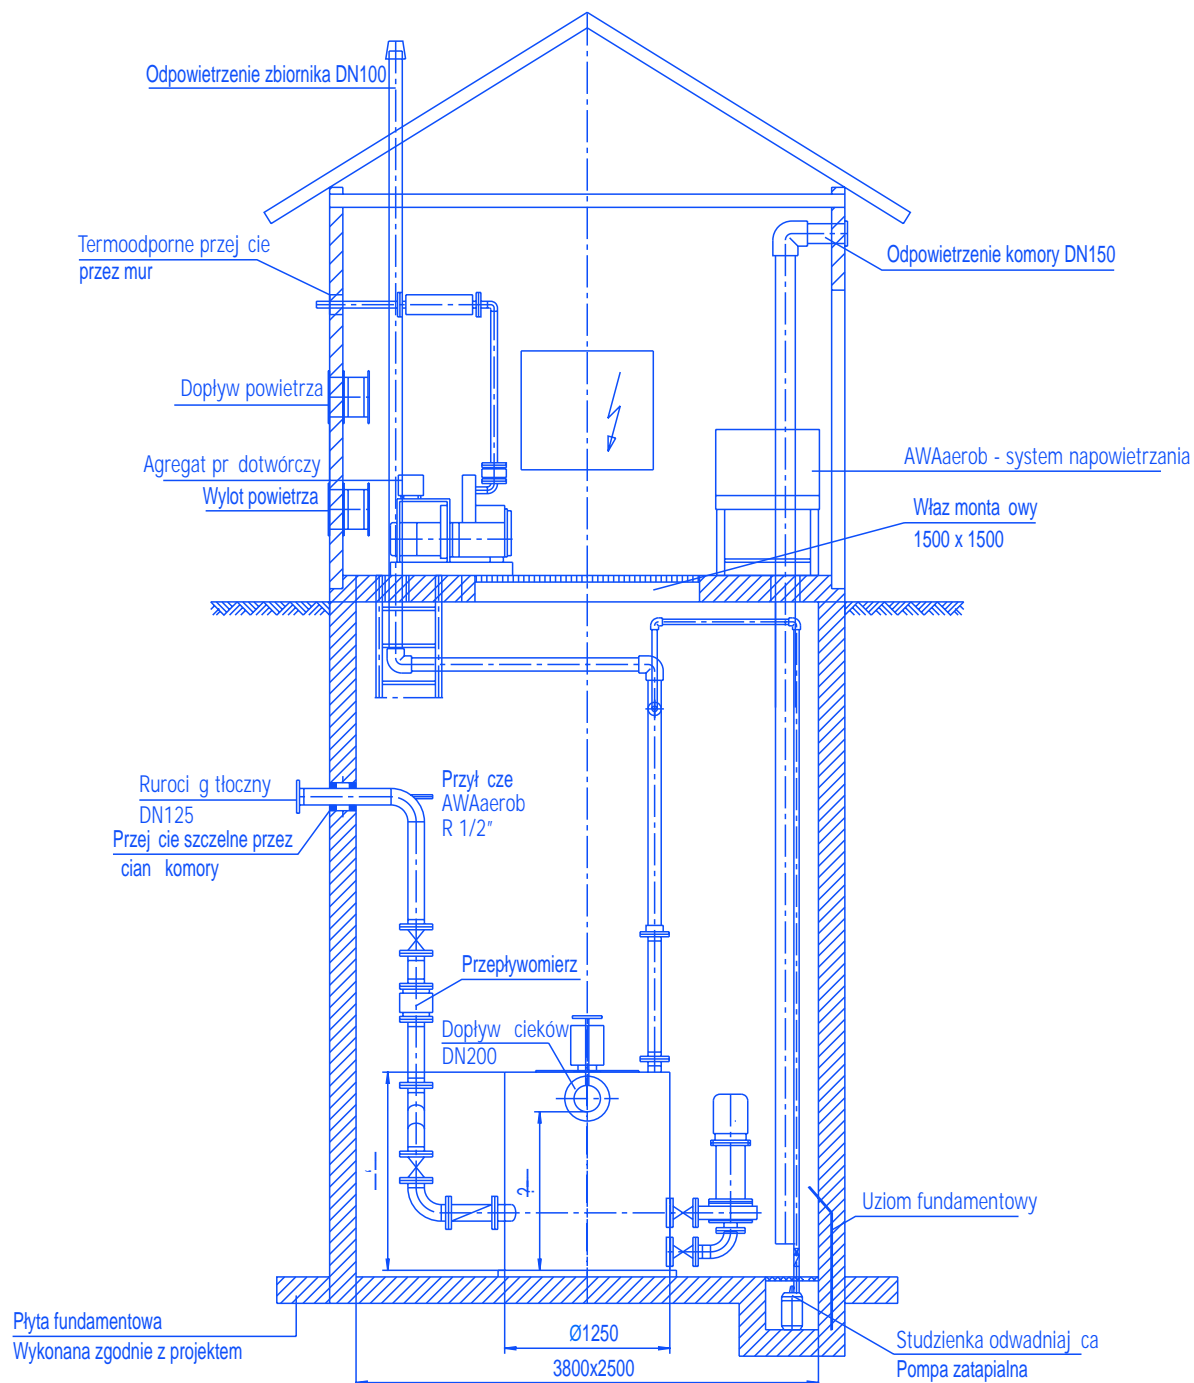 Odpowietrzenie zbiornika DN100
Termoodporne przej cie
przez mur
Odpowietrzenie komory DN150
Dopływ powietrza
Agregat pr dotwórczy
Wylot powietrza
AWAaerob - system napowietrzania
Właz monta owy
1500 x 1500
Ruroci g tłoczny
DN125
Przej cie szczelne przez
cian komory
Przył cze
AWAaerob
R 1/2"
Przepływomierz
Dopływ cieków
DN200
Uziom fundamentowy
Płyta fundamentowa
Wykonana zgodnie z projektem
Ø1250
3800x2500
Studzienka odwadniaj ca
Pompa zatapialna